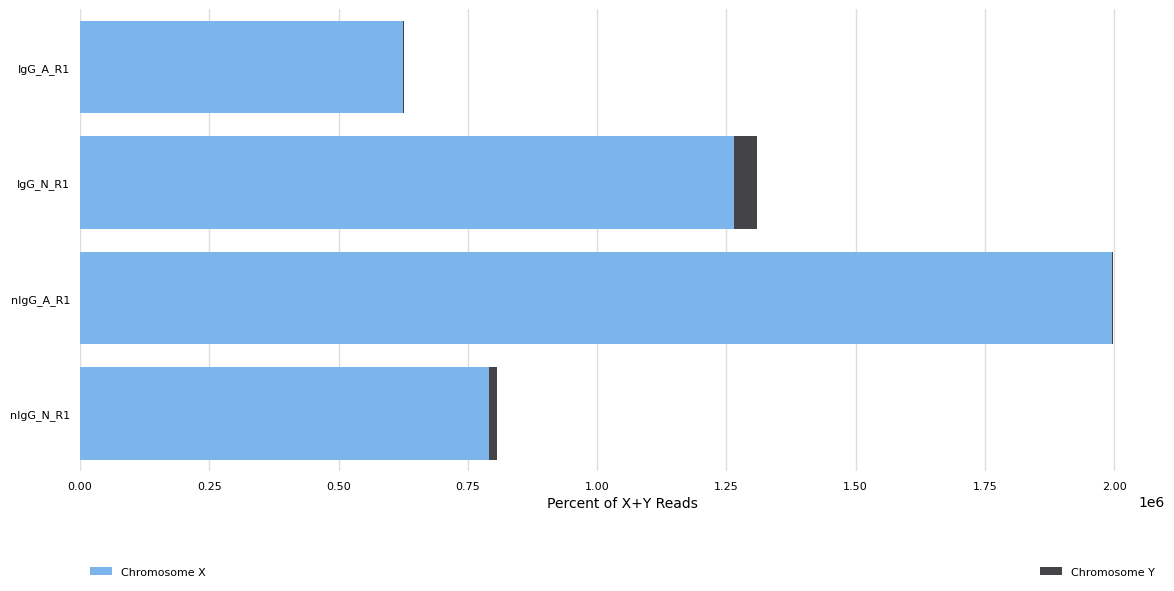 IgG_A_R1
IgG_N_R1
nIgG_A_R1
nIgG_N_R1
0.00 0.25 0.50 0.75 1.00 1.25 1.50 1.75 2.00
Percent of X+Y Reads 1e6
Chromosome X Chromosome Y